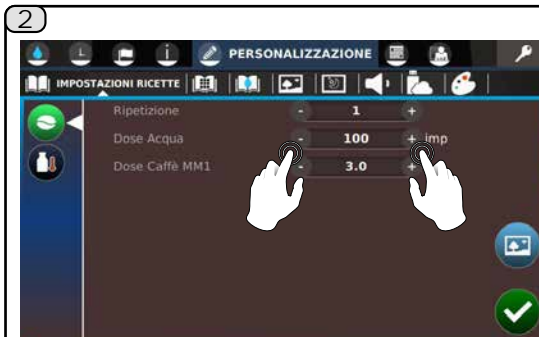 2
PERSONALIZZAZIONE
IMPOSTAZIONI RICETTE
Ripetizione - 1 +
Dose Acqua - 100 + imp
Dose Caffè MM1 - 3.0 +